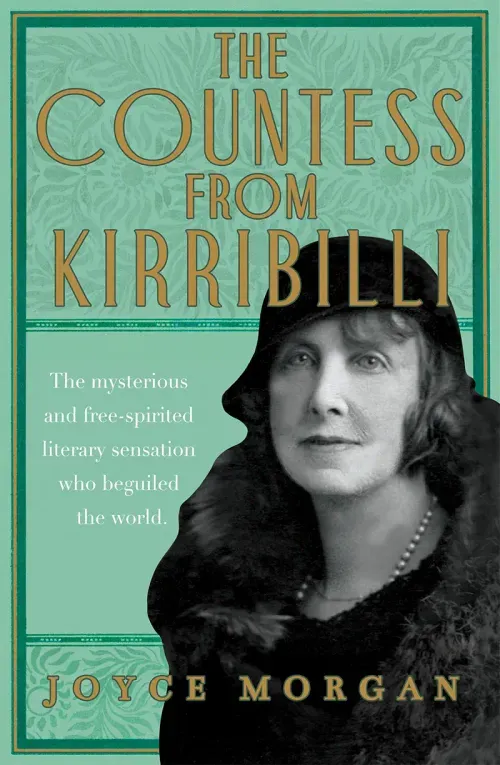 THE
COUNTESS
FROM
KIRRIBILLI
The mysterious
and free-spirited
literary sensation
who beguiled
the world.
JOYCE MORGAN